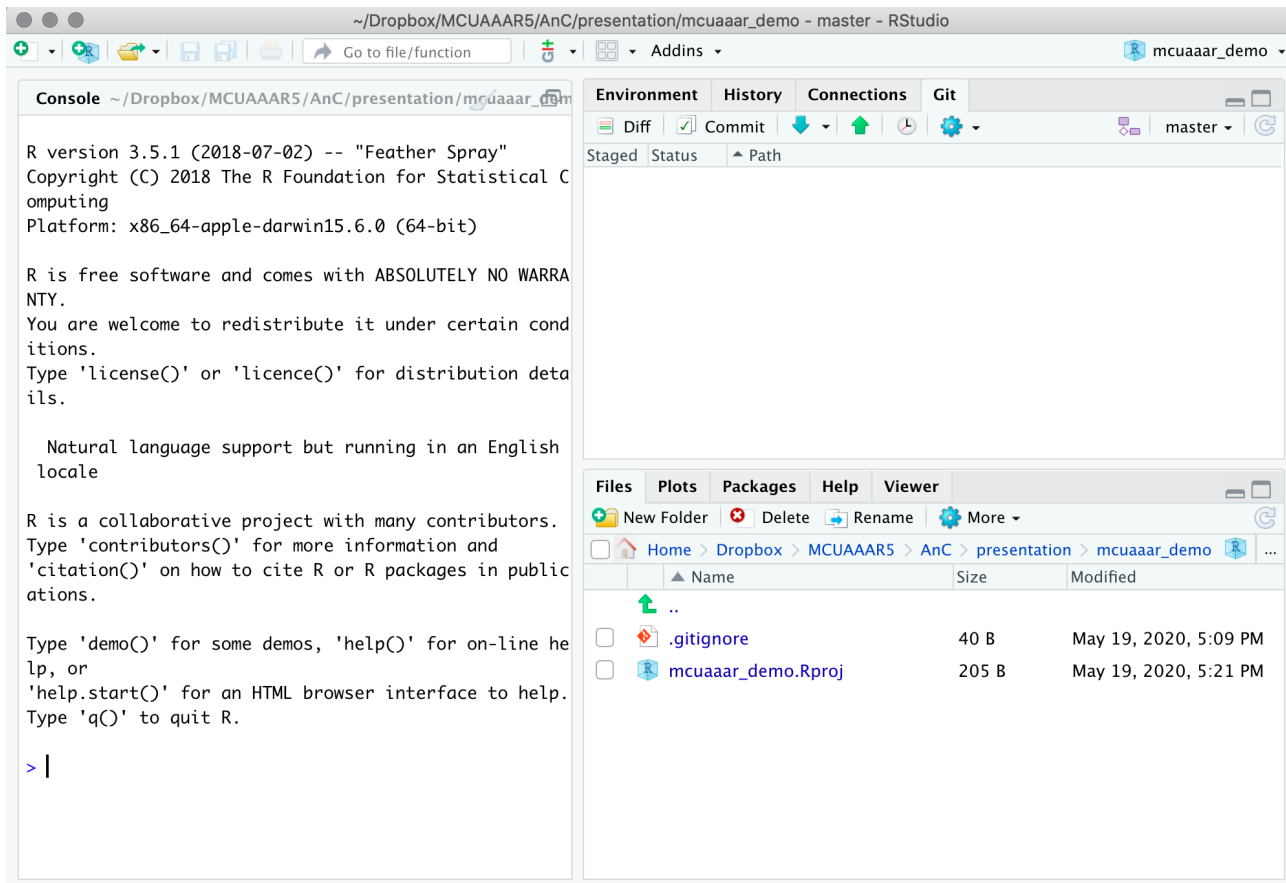 ~/Dropbox/MCUAAAR5/AnC/presentation/mcuaaar_demo - master - RStudio
Go to file/function
Addins
mcuaaar_demo
Console ~/Dropbox/MCUAAAR5/AnC/presentation/mcuaaar_dem
R version 3.5.1 (2018-07-02) -- "Feather Spray"
Copyright (C) 2018 The R Foundation for Statistical C
omputing
Platform: x86_64-apple-darwin15.6.0 (64-bit)
R is free software and comes with ABSOLUTELY NO WARRA
NTY.
You are welcome to redistribute it under certain cond
itions.
Type 'license()' or 'licence()' for distribution deta
ils.
Natural language support but running in an English
locale
R is a collaborative project with many contributors.
Type 'contributors()' for more information and
'citation()' on how to cite R or R packages in public
ations.
Type 'demo()' for some demos, 'help()' for on-line he
lp, or
'help.start()' for an HTML browser interface to help.
Type 'q()' to quit R.
>
Environment History Connections Git
Diff Commit master
Staged Status Path
Files Plots Packages Help Viewer
New Folder Delete Rename More
Home > Dropbox > MCUAAAR5 > AnC > presentation > mcuaaar_demo ...
Name Size Modified
..
.gitignore 40 B May 19, 2020, 5:09 PM
mcuaaar_demo.Rproj 205 B May 19, 2020, 5:21 PM